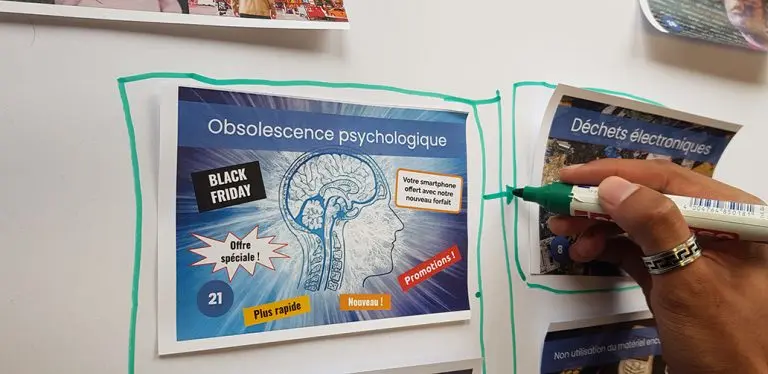 Obsolescence psychologique
BLACK
FRIDAY
Votre smartphone
offert avec notre
nouveau forfait
Offre
spéciale !
Promotions !
21
Plus rapide
Nouveau !
Déchets électroniques
Non utilisation du matériel